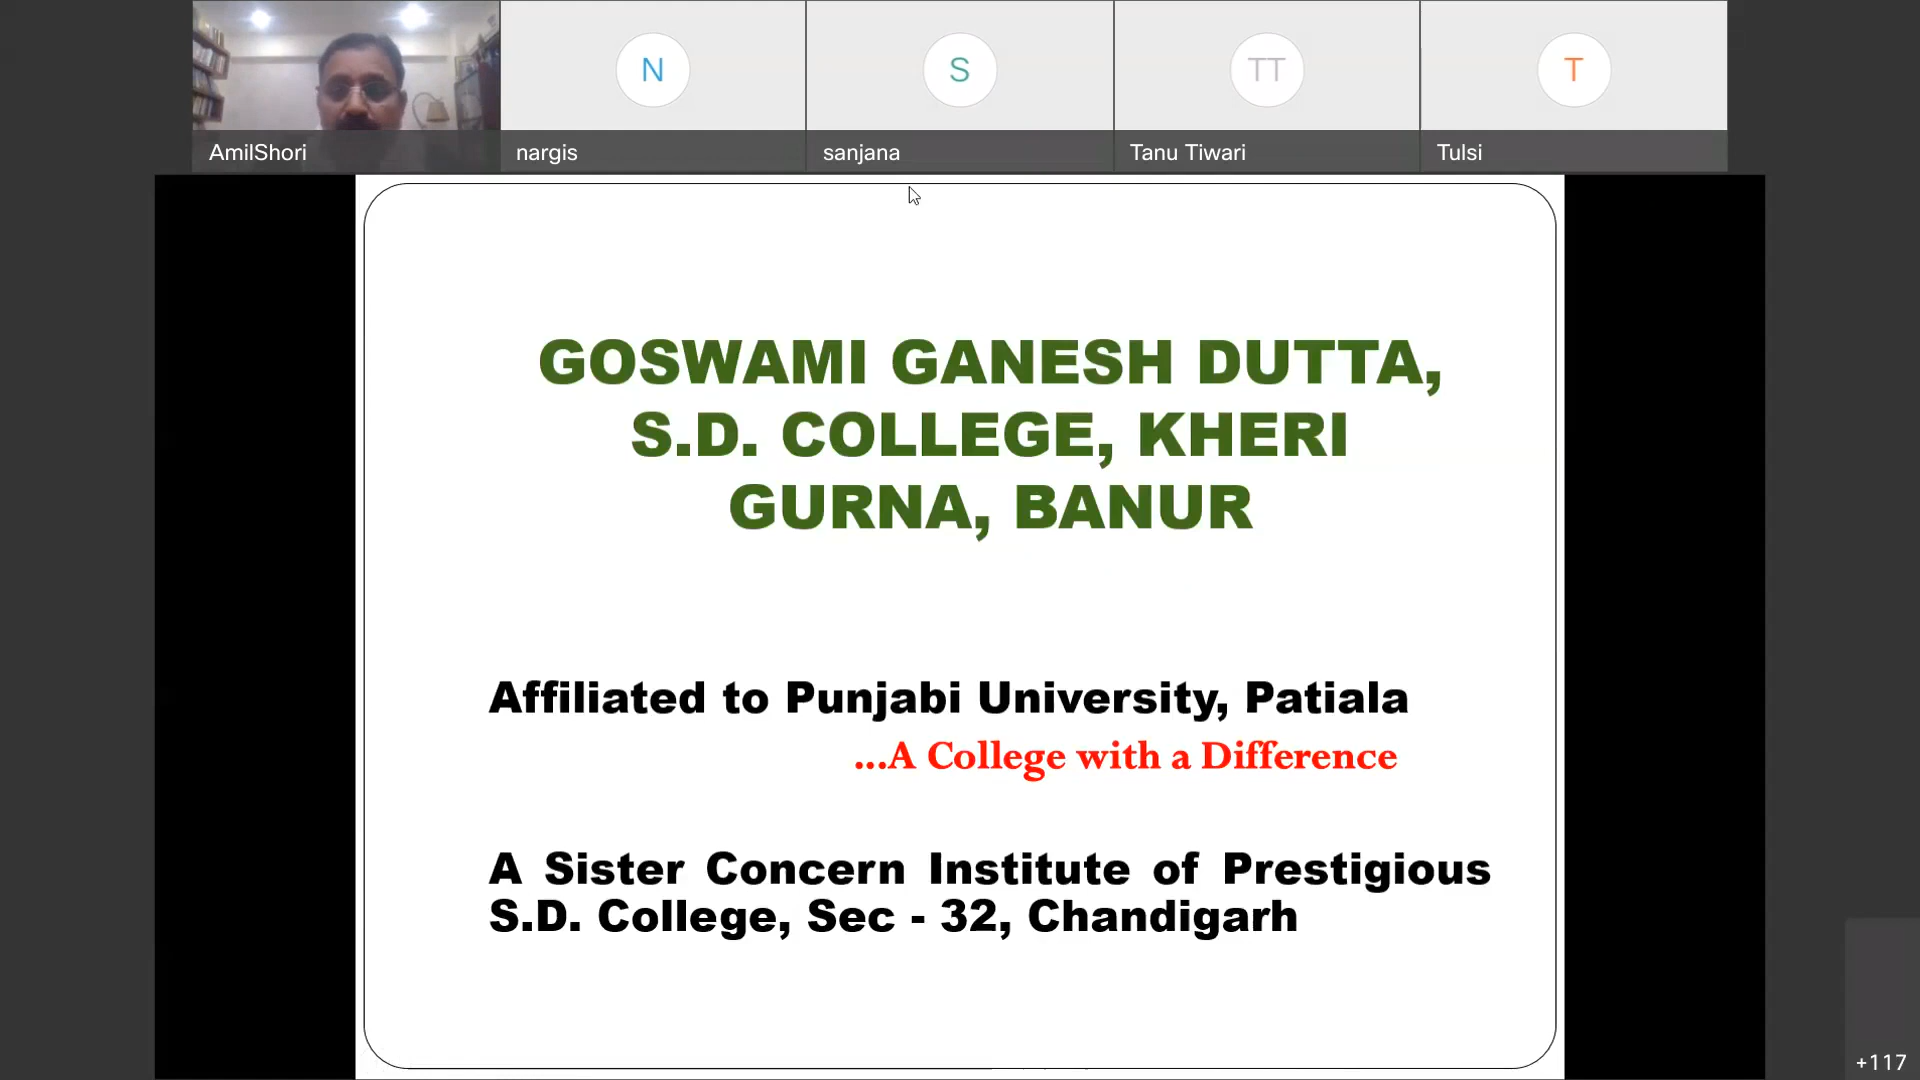 N
S
TT
T
AmilShori
nargis
sanjana
Tanu Tiwari
Tulsi
GOSWAMI GANESH DUTTA,
S.D. COLLEGE, KHERI
GURNA, BANUR
Affiliated to Punjabi University, Patiala
...A College with a Difference
A Sister Concern Institute of Prestigious
S.D. College, Sec - 32, Chandigarh
+117